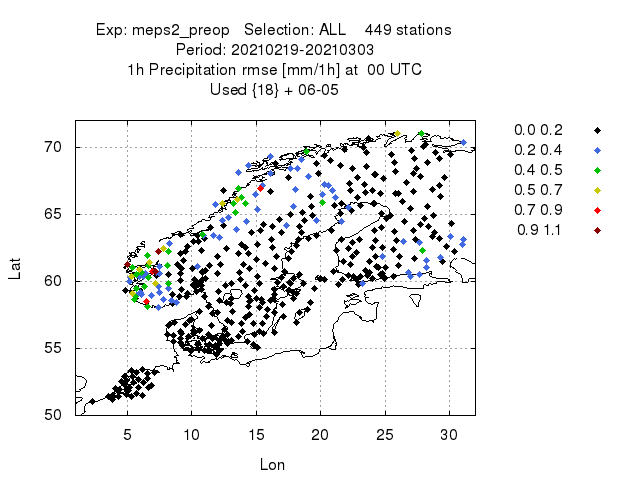 Exp: meps2_preop   Selection: ALL    449 stations
Period: 20210219-20210303
1h Precipitation rmse [mm/1h] at  00 UTC
Used {18} + 06-05
0.0 0.2
0.2 0.4
0.4 0.5
0.5 0.7
0.7 0.9
0.9 1.1
70
65
60
55
50
Lat
5 10 15 20 25 30
Lon